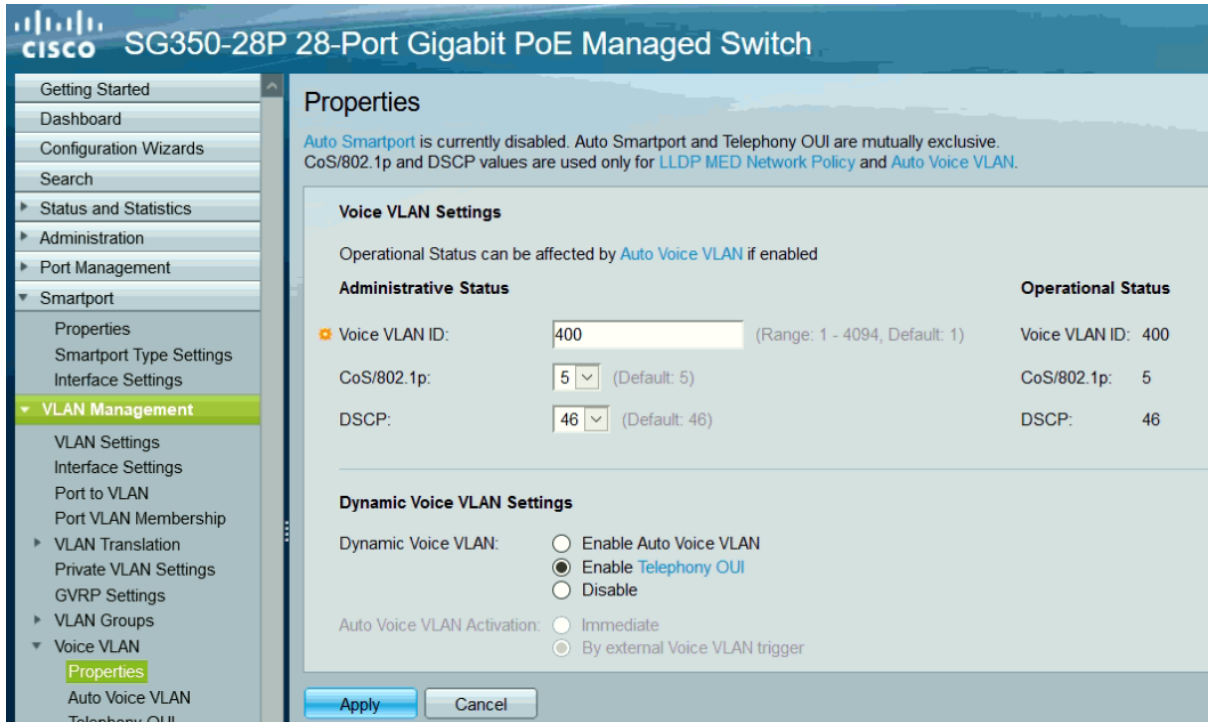 CISCO SG350-28P 28-Port Gigabit PoE Managed Switch
Getting Started
Dashboard
Configuration Wizards
Search
Status and Statistics
Administration
Port Management
Smartport
Properties
Smartport Type Settings
Interface Settings
VLAN Management
VLAN Settings
Interface Settings
Port to VLAN
Port VLAN Membership
VLAN Translation
Private VLAN Settings
GVRP Settings
VLAN Groups
Voice VLAN
Properties
Auto Voice VLAN
Telephony OUI
Properties
Auto Smartport is currently disabled. Auto Smartport and Telephony OUI are mutually exclusive.
CoS/802.1p and DSCP values are used only for LLDP MED Network Policy and Auto Voice VLAN.
Voice VLAN Settings
Operational Status can be affected by Auto Voice VLAN if enabled
Administrative Status Operational Status
Voice VLAN ID: 400 (Range: 1 - 4094, Default: 1) Voice VLAN ID: 400
CoS/802.1p: 5 (Default: 5) CoS/802.1p: 5
DSCP: 46 (Default: 46) DSCP: 46
Dynamic Voice VLAN Settings
Dynamic Voice VLAN: Enable Auto Voice VLAN
Enable Telephony OUI
Disable
Auto Voice VLAN Activation: Immediate
By external Voice VLAN trigger
Apply Cancel